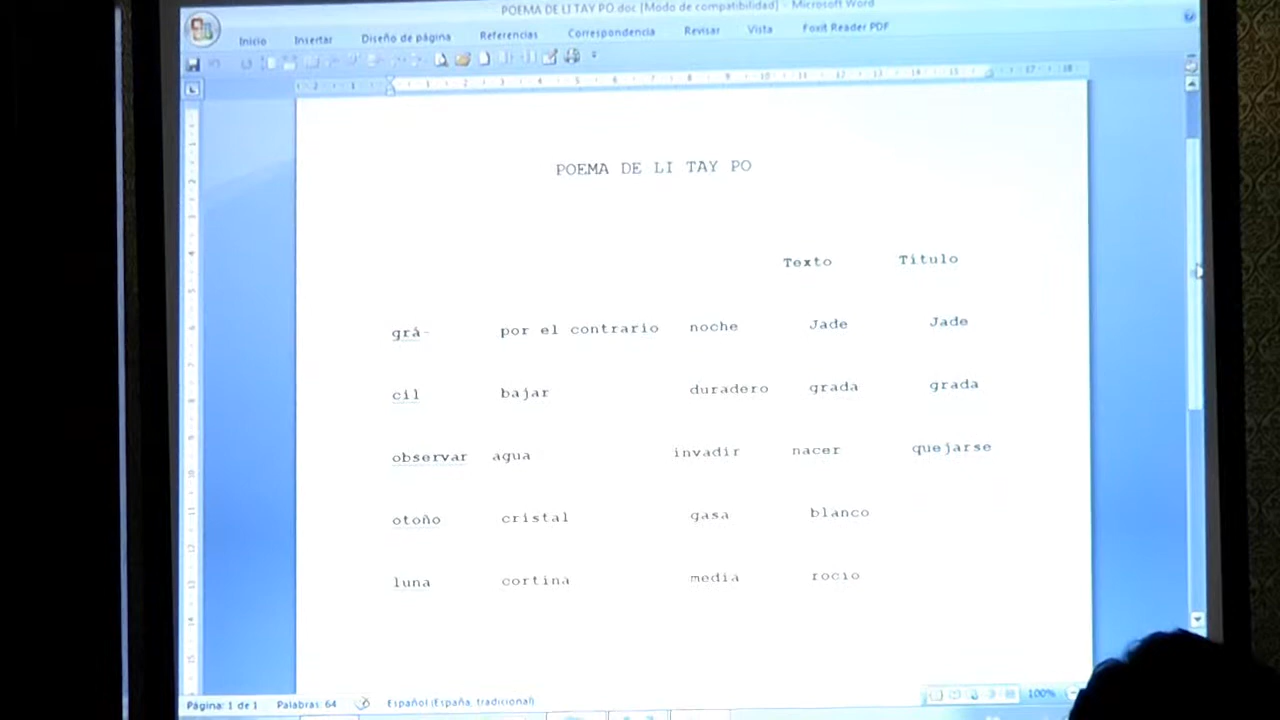 POEMA DE LI TAY PO.doc [Modo de compatibilidad] - Microsoft Word
Inicio Insertar Diseño de página Referencias Correspondencia Revisar Vista Foxit Reader PDF
POEMA DE LI TAY PO
Texto Titulo
grá- por el contrario noche Jade Jade
cil bajar duradero grada grada
observar agua invadir nacer quejarse
otoño cristal gasa blanco
luna cortina media rocio
Página: 1 de 1 Palabras: 64 Español (España, tradicional) 100%